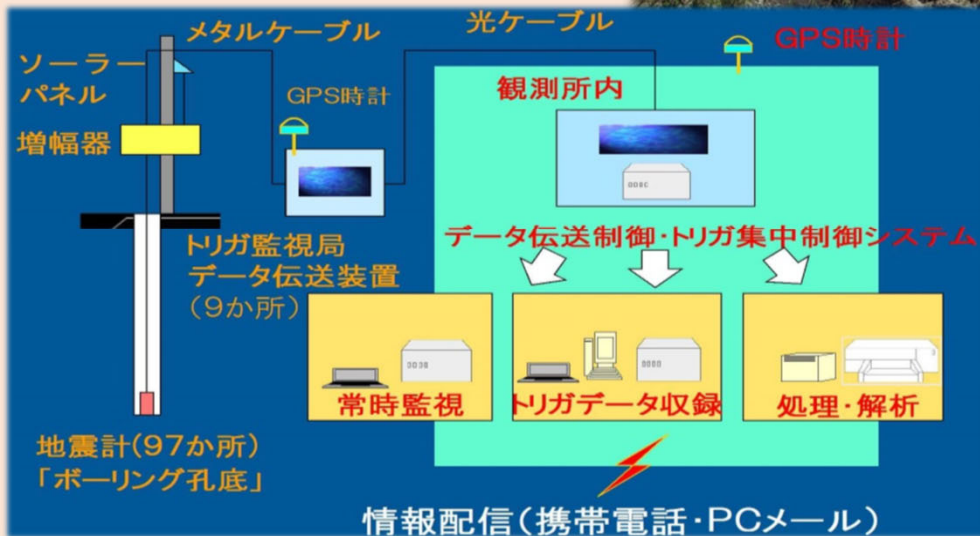 メタルケーブル
光ケーブル
GPS時計
ソーラー
パネル
GPS時計
観測所内
増幅器
データ伝送制御・トリガ集中制御システム
トリガ監視局
データ伝送装置
(9か所)
常時監視
トリガデータ収録
処理・解析
地震計(97か所)
「ボーリング孔底」
情報配信(携帯電話・PCメール)